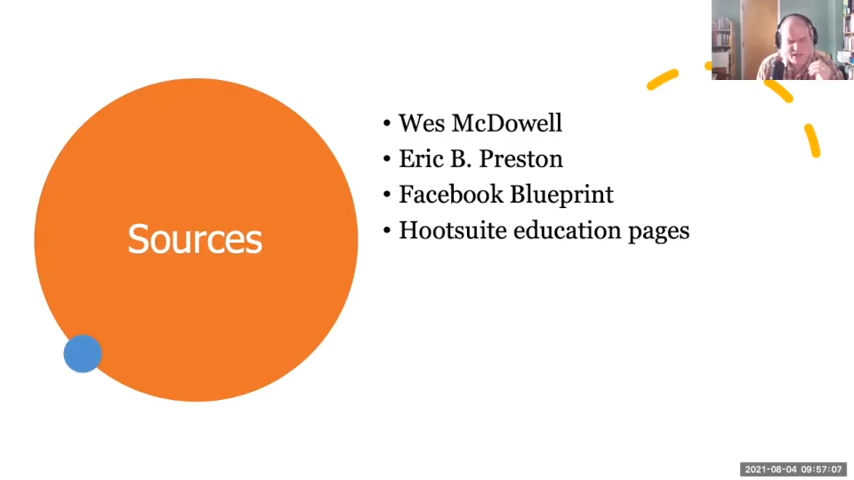 Sources
• Wes McDowell
• Eric B. Preston
• Facebook Blueprint
• Hootsuite education pages
2021-08-04 09:57:07